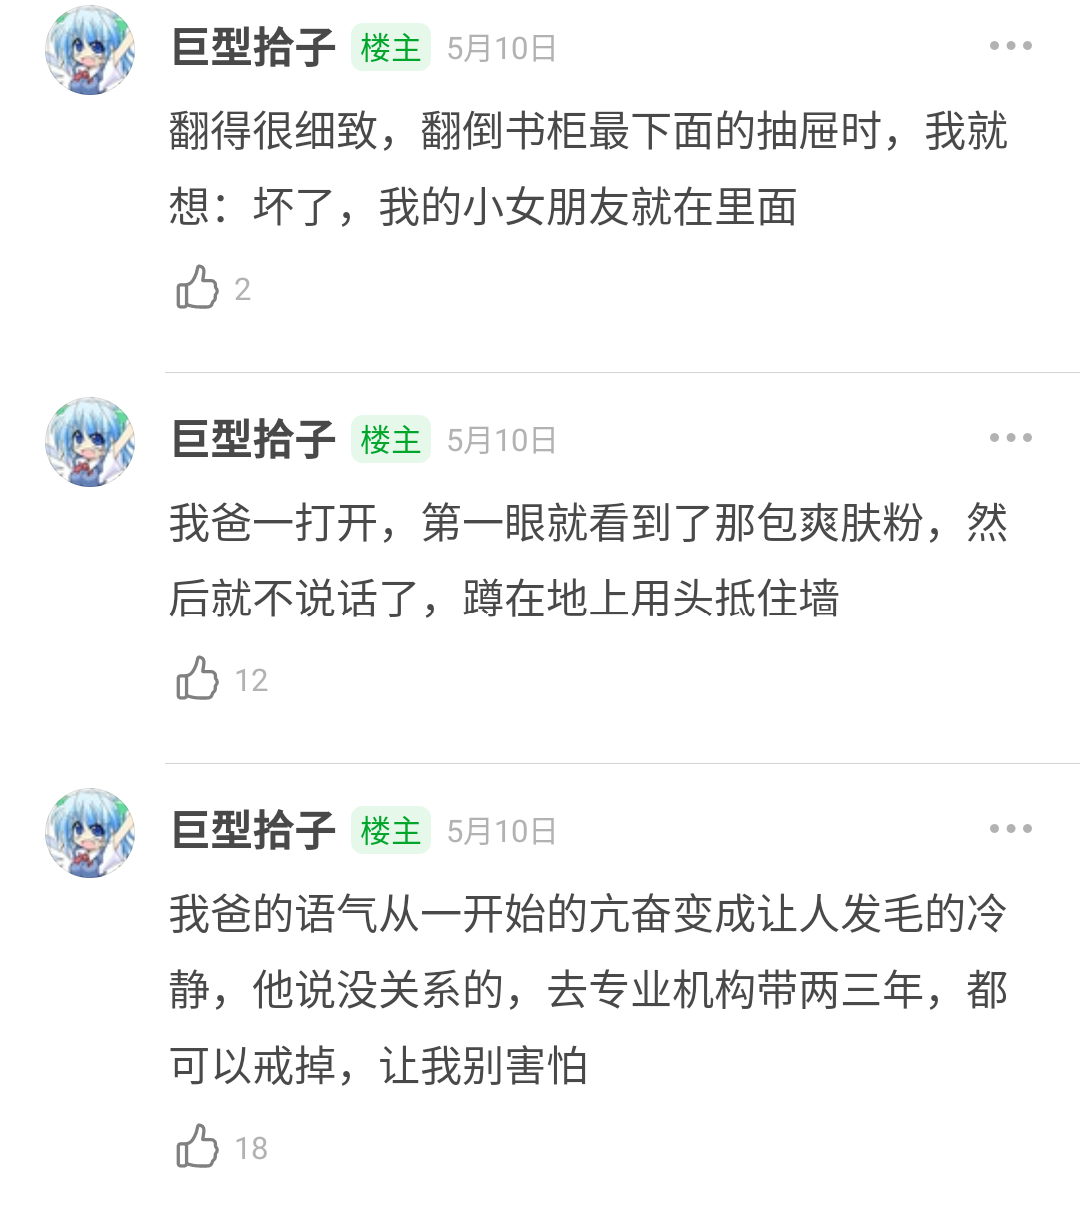 巨型拾子 楼主 5月10日
翻得很细致，翻倒书柜最下面的抽屉时，我就
想：坏了，我的小女朋友就在里面
2
巨型拾子 楼主 5月10日
我爸一打开，第一眼就看到了那包爽肤粉，然
后就不说话了，蹲在地上用头抵住墙
12
巨型拾子 楼主 5月10日
我爸的语气从一开始的亢奋变成让人发毛的冷
静，他说没关系的，去专业机构带两三年，都
可以戒掉，让我别害怕
18